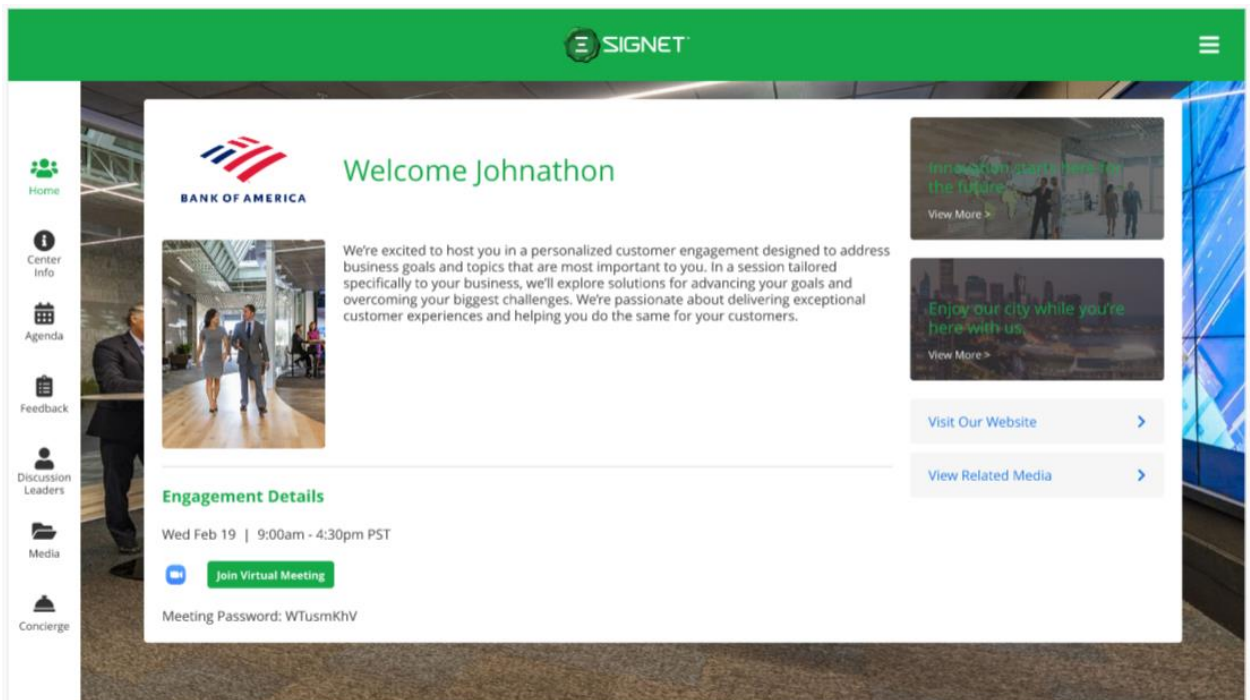 SIGNET
Home
Center
Info
Agenda
Feedback
Discussion
Leaders
Media
Concierge
BANK OF AMERICA
Welcome Johnathon
We're excited to host you in a personalized customer engagement designed to address
business goals and topics that are most important to you. In a session tailored
specifically to your business, we'll explore solutions for advancing your goals and
overcoming your biggest challenges. We're passionate about delivering exceptional
customer experiences and helping you do the same for your customers.
Engagement Details
Wed Feb 19 | 9:00am - 4:30pm PST
Join Virtual Meeting
Meeting Password: WTusmKhV
Innovation starts here for
the future
View More >
Enjoy our city while you're
here with us
View More >
Visit Our Website
View Related Media